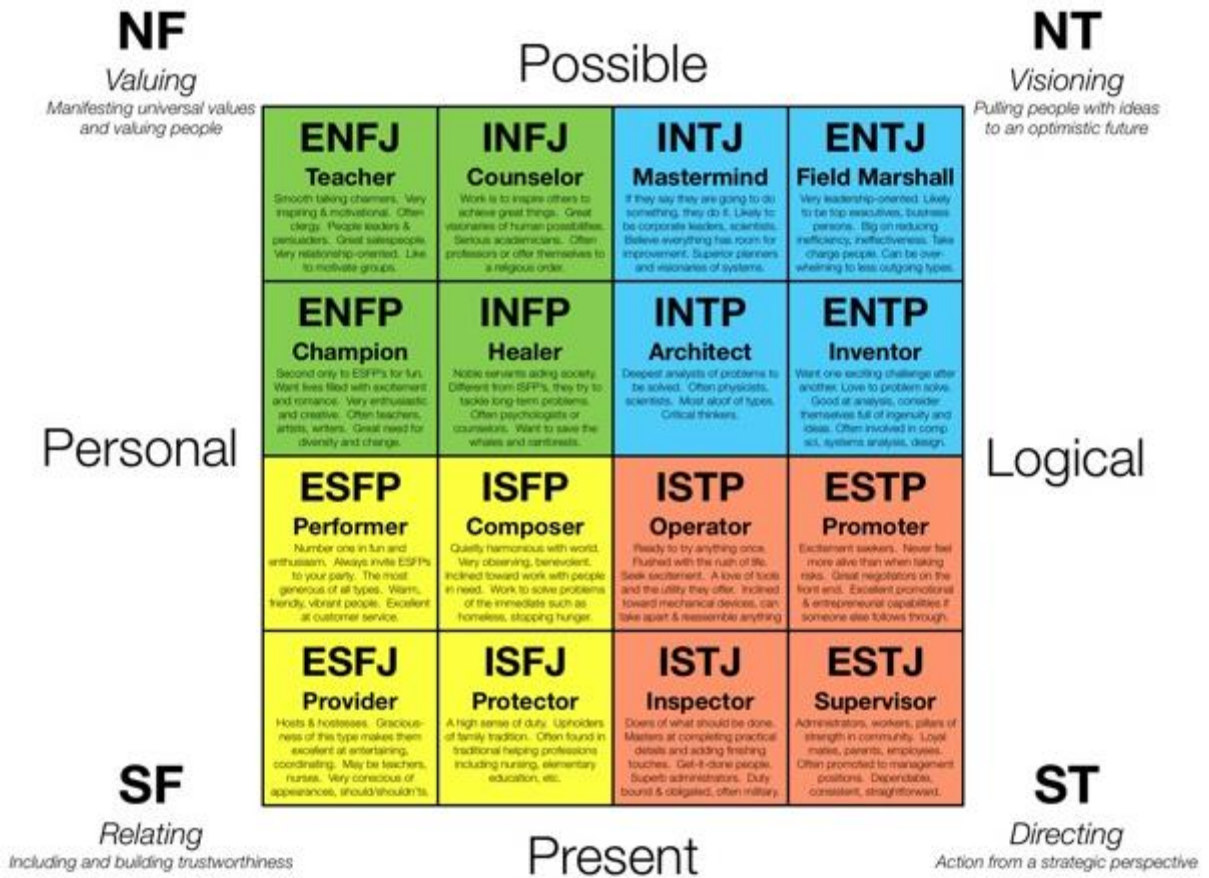 NF
Valuing
Manifesting universal values
and valuing people
Possible
NT
Visioning
Pulling people with ideas
to an optimistic future
ENFJ
Teacher
Smooth talking charmers. Very
inspiring & motivational. Often
clergy. People leaders &
persuaders. Great salespeople.
Very relationship-oriented. Like
to motivate groups.
INFJ
Counselor
Work is to inspire others to
achieve great things. Great
visionaries of human possibilities.
Serious academicians. Often
professors or offer themselves to
a religious order.
INTJ
Mastermind
If they say they are going to do
something, they do it. Likely to
be corporate leaders, scientists.
Believe everything has room for
improvement. Superior planners
and visionaries of systems.
ENTJ
Field Marshall
Very leadership-oriented. Likely
to be top executives, business
persons. Big on reducing
inefficiency, ineffectiveness. Take
charge people. Can be over-
whelming to less outgoing types.
ENFP
Champion
Second only to ESFP's for fun.
Want lives filled with excitement
and romance. Very enthusiastic
and creative. Often teachers,
artists, writers. Great need for
diversity and change.
INFP
Healer
Noble servants aiding society.
Different from ISFP's, they try to
tackle long-term problems.
Often psychologists or
counselors. Want to save the
whales and rainforests.
INTP
Architect
Deepest analysts of problems to
be solved. Often physicists,
scientists. Most aloof of types.
Critical thinkers.
ENTP
Inventor
Want one exciting challenge after
another. Love to problem solve.
Good at analysis, consider
themselves full of ingenuity and
ideas. Often involved in comp
sci, systems analysis, design.
Personal
Logical
ESFP
Performer
Number one in fun and
enthusiasm. Always invite ESFPs
to your party. The most
generous of all types. Warm,
friendly, vibrant people. Excellent
at customer service.
ISFP
Composer
Quietly harmonious with world.
Very observing, benevolent.
Inclined toward work with people
in need. Work to solve problems
of the immediate such as
homeless, stopping hunger.
ISTP
Operator
Ready to try anything once.
Flushed with the rush of life.
Seek excitement. A love of tools
and the utility they offer. Inclined
toward mechanical devices, can
take apart & reassemble anything
ESTP
Promoter
Excitement seekers. Never feel
more alive than when taking
risks. Great negotiators on the
front end. Excellent promotional
& entrepreneurial capabilities if
someone else follows through.
ESFJ
Provider
Hosts & hostesses. Gracious-
ness of this type makes them
excellent at entertaining,
coordinating. May be teachers,
nurses. Very conscious of
appearances, should/shouldn'ts.
ISFJ
Protector
A high sense of duty. Upholders
of family tradition. Often found in
traditional helping professions
including nursing, elementary
education, etc.
ISTJ
Inspector
Doers of what should be done.
Masters at completing practical
details and adding finishing
touches. Get-it-done people.
Superb administrators. Duty
bound & obligated, often military.
ESTJ
Supervisor
Administrators, workers, pillars of
strength in community. Loyal
mates, parents, employees.
Often promoted to management
positions. Dependable,
consistent, straightforward.
SF
Relating
Including and building trustworthiness
Present
ST
Directing
Action from a strategic perspective